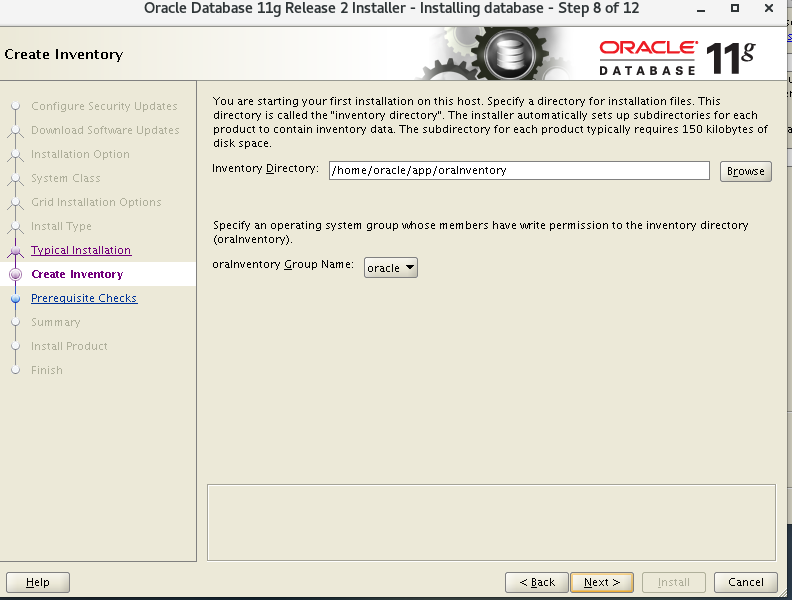 Oracle Database 11g Release 2 Installer - Installing database - Step 8 of 12
Create Inventory
ORACLE
DATABASE
11g
Configure Security Updates
Download Software Updates
Installation Option
System Class
Grid Installation Options
Install Type
Typical Installation
Create Inventory
Prerequisite Checks
Summary
Install Product
Finish
You are starting your first installation on this host. Specify a directory for installation files. This
directory is called the "inventory directory". The installer automatically sets up subdirectories for each
product to contain inventory data. The subdirectory for each product typically requires 150 kilobytes of
disk space.
Inventory Directory: /home/oracle/app/oraInventory Browse
Specify an operating system group whose members have write permission to the inventory directory
(oraInventory).
oraInventory Group Name: oracle
Help < Back Next > Install Cancel